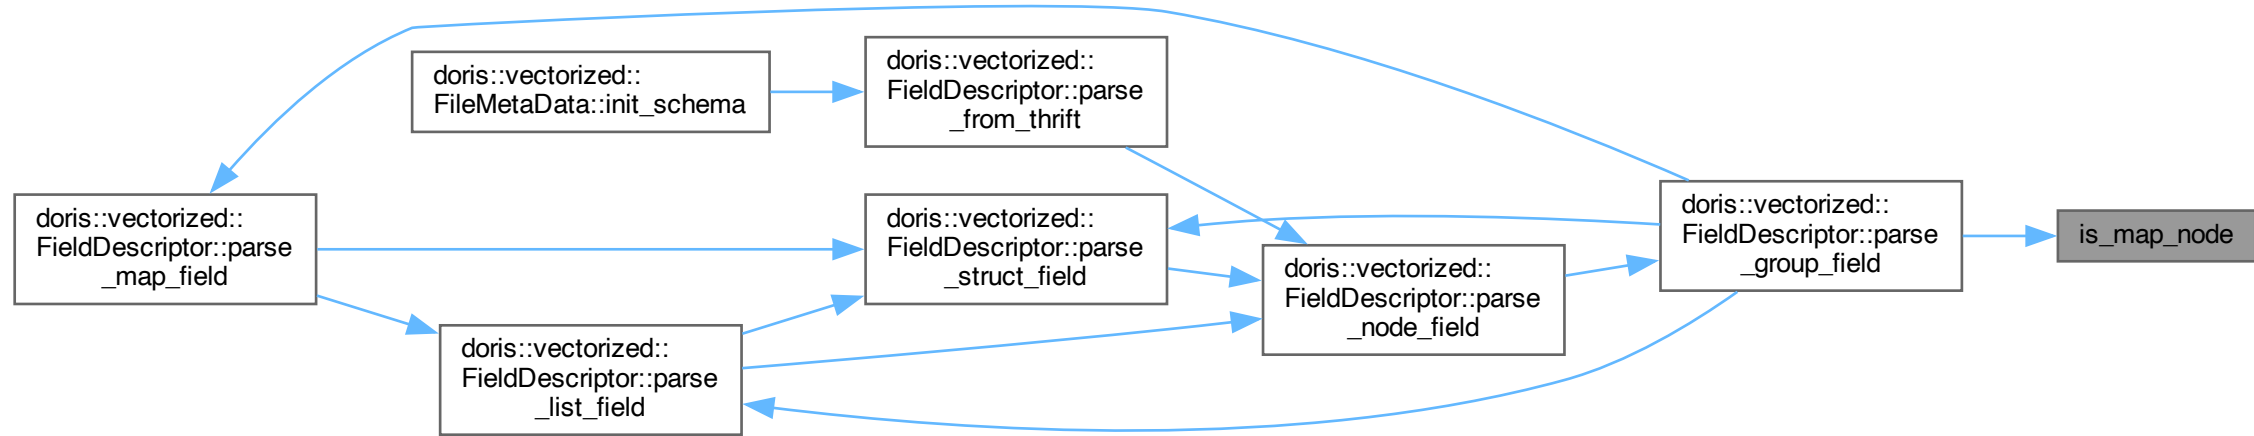 doris::vectorized::
FileMetaData::init_schema
doris::vectorized::
FieldDescriptor::parse
_from_thrift
doris::vectorized::
FieldDescriptor::parse
_map_field
doris::vectorized::
FieldDescriptor::parse
_struct_field
doris::vectorized::
FieldDescriptor::parse
_group_field
is_map_node
doris::vectorized::
FieldDescriptor::parse
_node_field
doris::vectorized::
FieldDescriptor::parse
_list_field